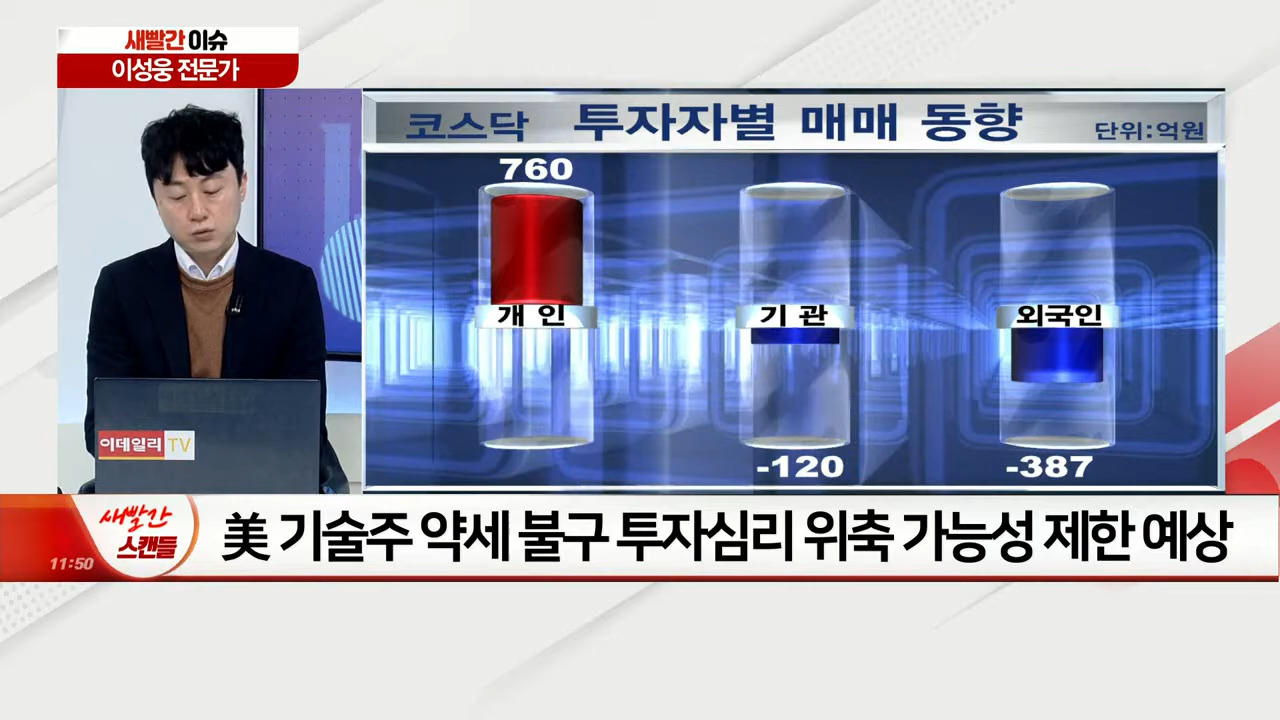 새빨간 이슈
이성웅 전문가
코스닥 투자자별 매매 동향 단위:억원
760
개 인 기 관 외국인
-120 -387
이데일리 TV
새빨간
스캔들
11:50
美 기술주 약세 불구 투자심리 위축 가능성 제한 예상